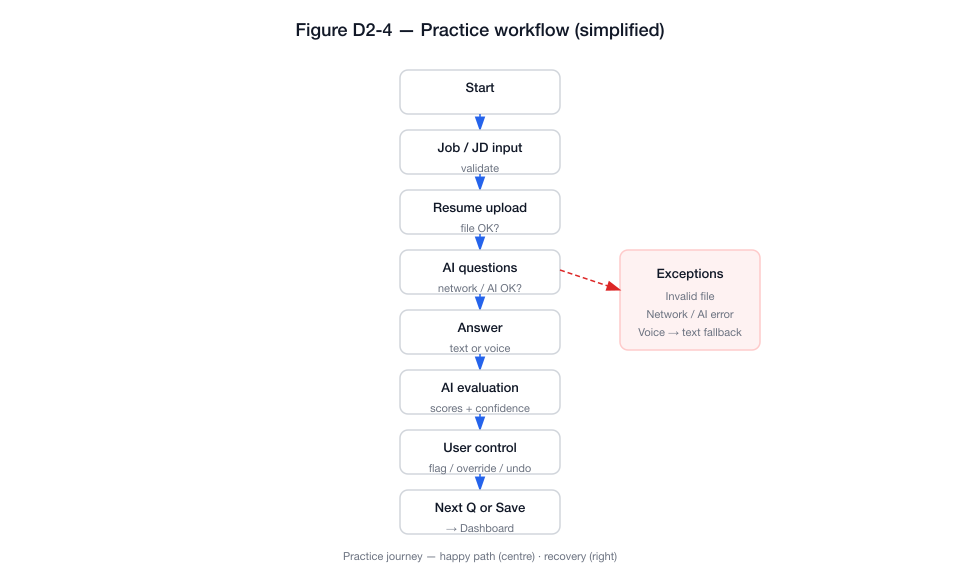 Figure D2-4 — Practice workflow (simplified)
Start
Job / JD input
validate
Resume upload
file OK?
AI questions
network / AI OK?
Exceptions
Invalid file
Network / AI error
Voice → text fallback
Answer
text or voice
AI evaluation
scores + confidence
User control
flag / override / undo
Next Q or Save
→ Dashboard
Practice journey — happy path (centre) · recovery (right)